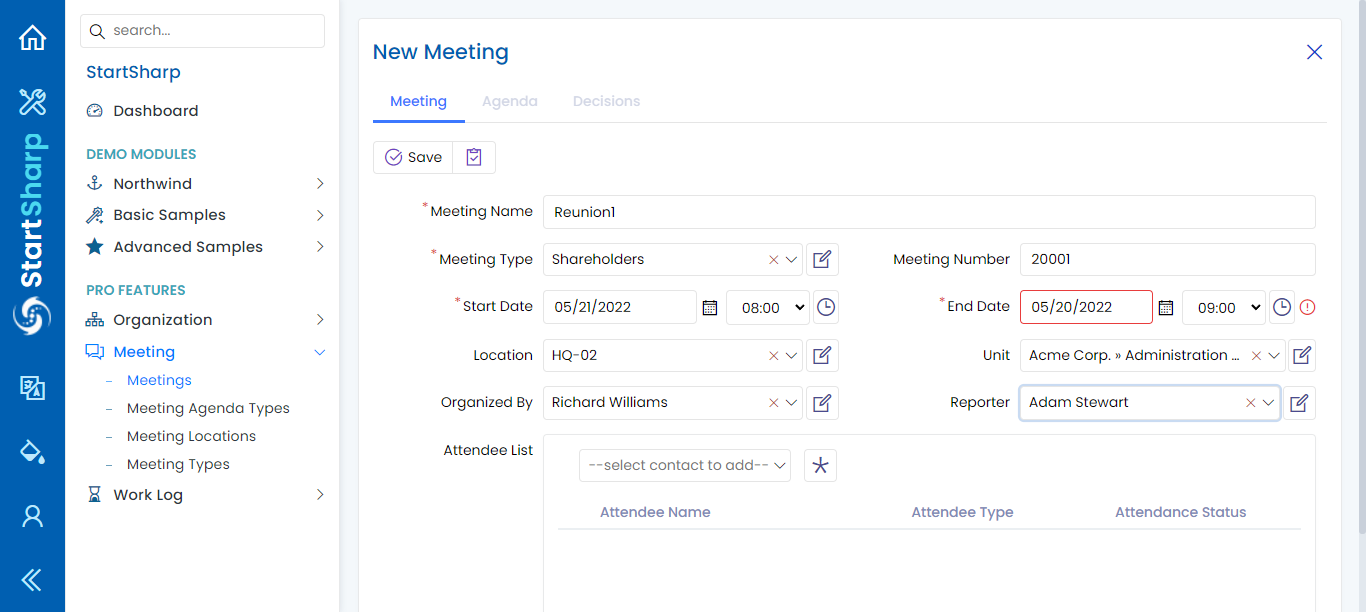 StartSharp
search...
StartSharp
Dashboard
DEMO MODULES
Northwind
Basic Samples
Advanced Samples
PRO FEATURES
Organization
Meeting
– Meetings
– Meeting Agenda Types
– Meeting Locations
– Meeting Types
Work Log
New Meeting
Meeting Agenda Decisions
Save
*Meeting Name Reunion1
*Meeting Type Shareholders Meeting Number 20001
*Start Date 05/21/2022 08:00 *End Date 05/20/2022 09:00
Location HQ-02 Unit Acme Corp. » Administration ...
Organized By Richard Williams Reporter Adam Stewart
Attendee List
--select contact to add--
Attendee Name Attendee Type Attendance Status